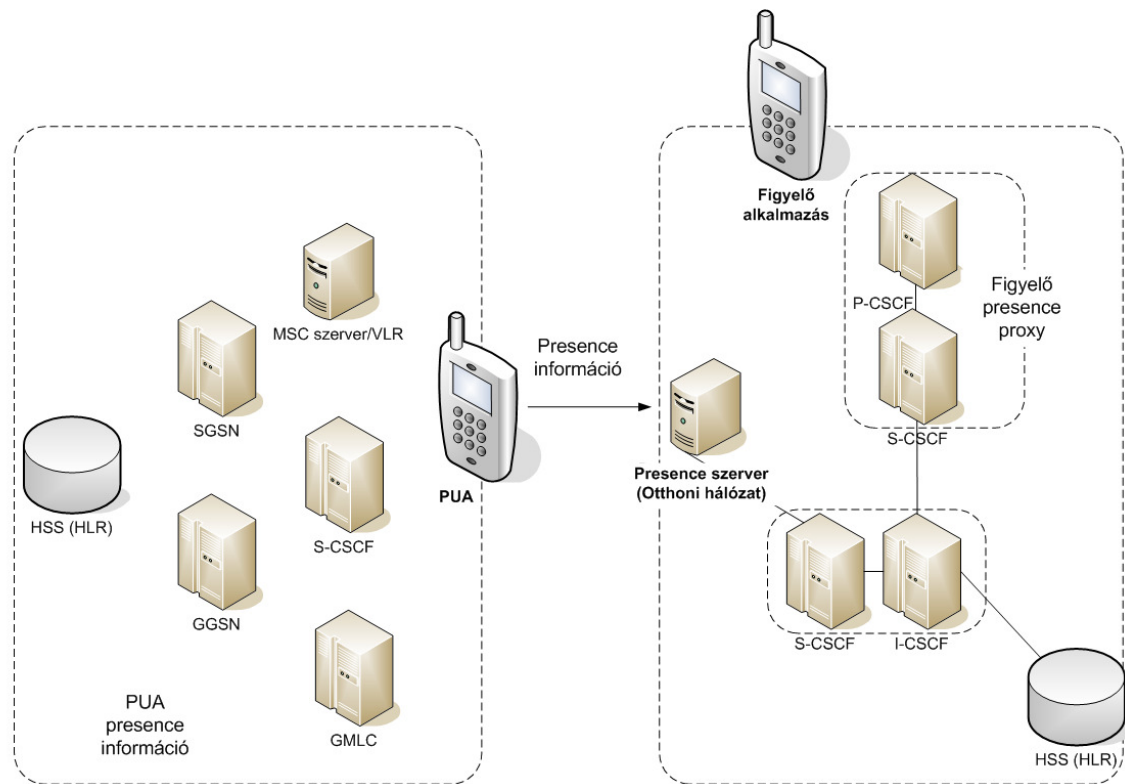 MSC szerver/VLR
SGSN
HSS (HLR)
S-CSCF
GGSN
GMLC
PUA
presence
információ
PUA
Presence
információ
Figyelő
alkalmazás
P-CSCF
Figyelő
presence
proxy
S-CSCF
Presence szerver
(Otthoni hálózat)
S-CSCF
I-CSCF
HSS (HLR)